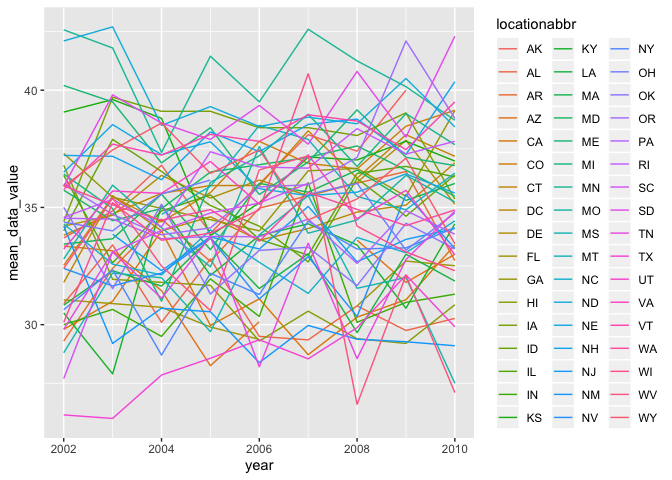 locationabbr
AK KY NY
AL LA OH
AR MA OK
AZ MD OR
CA ME PA
CO MI RI
CT MN SC
DC MO SD
DE MS TN
FL MT TX
GA NC UT
HI ND VA
IA NE VT
ID NH WA
IL NJ WI
IN NM WV
KS NV WY
mean_data_value
40
35
30
2002 2004 2006 2008 2010
year